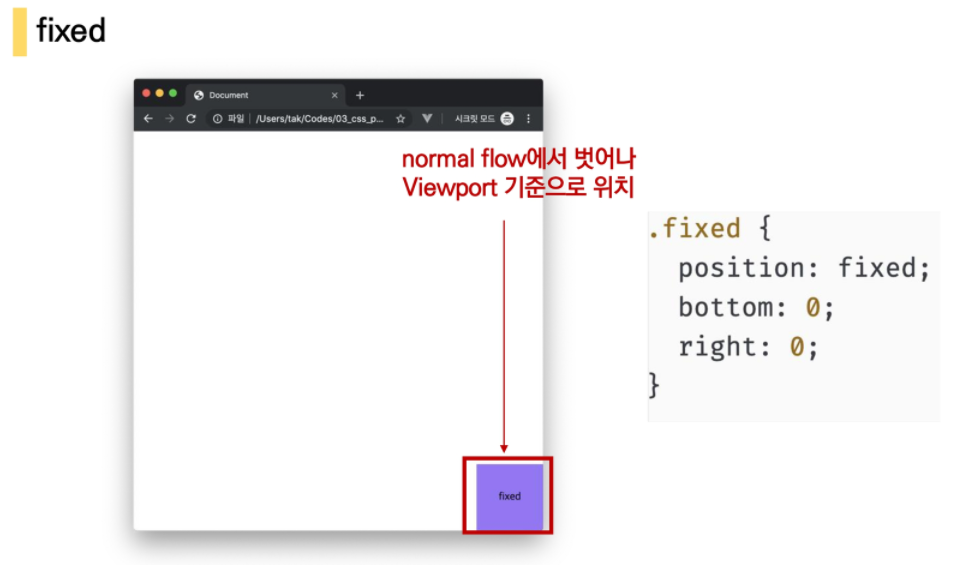 fixed
Document
파일 /Users/tak/Codes/03_css_p... 시크릿 모드
normal flow에서 벗어나
Viewport 기준으로 위치
.fixed {
position: fixed;
bottom: 0;
right: 0;
}
fixed